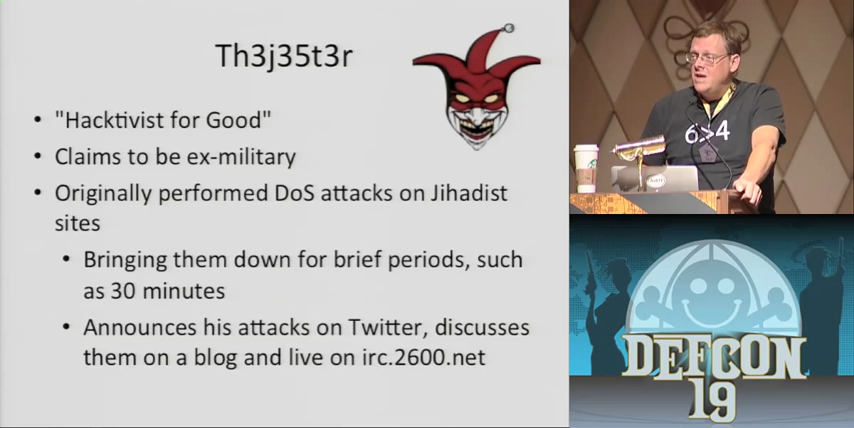 Th3j35t3r
• "Hacktivist for Good"
• Claims to be ex-military
• Originally performed DoS attacks on Jihadist
sites
• Bringing them down for brief periods, such
as 30 minutes
• Announces his attacks on Twitter, discusses
them on a blog and live on irc.2600.net
6>4
DEFCON
19